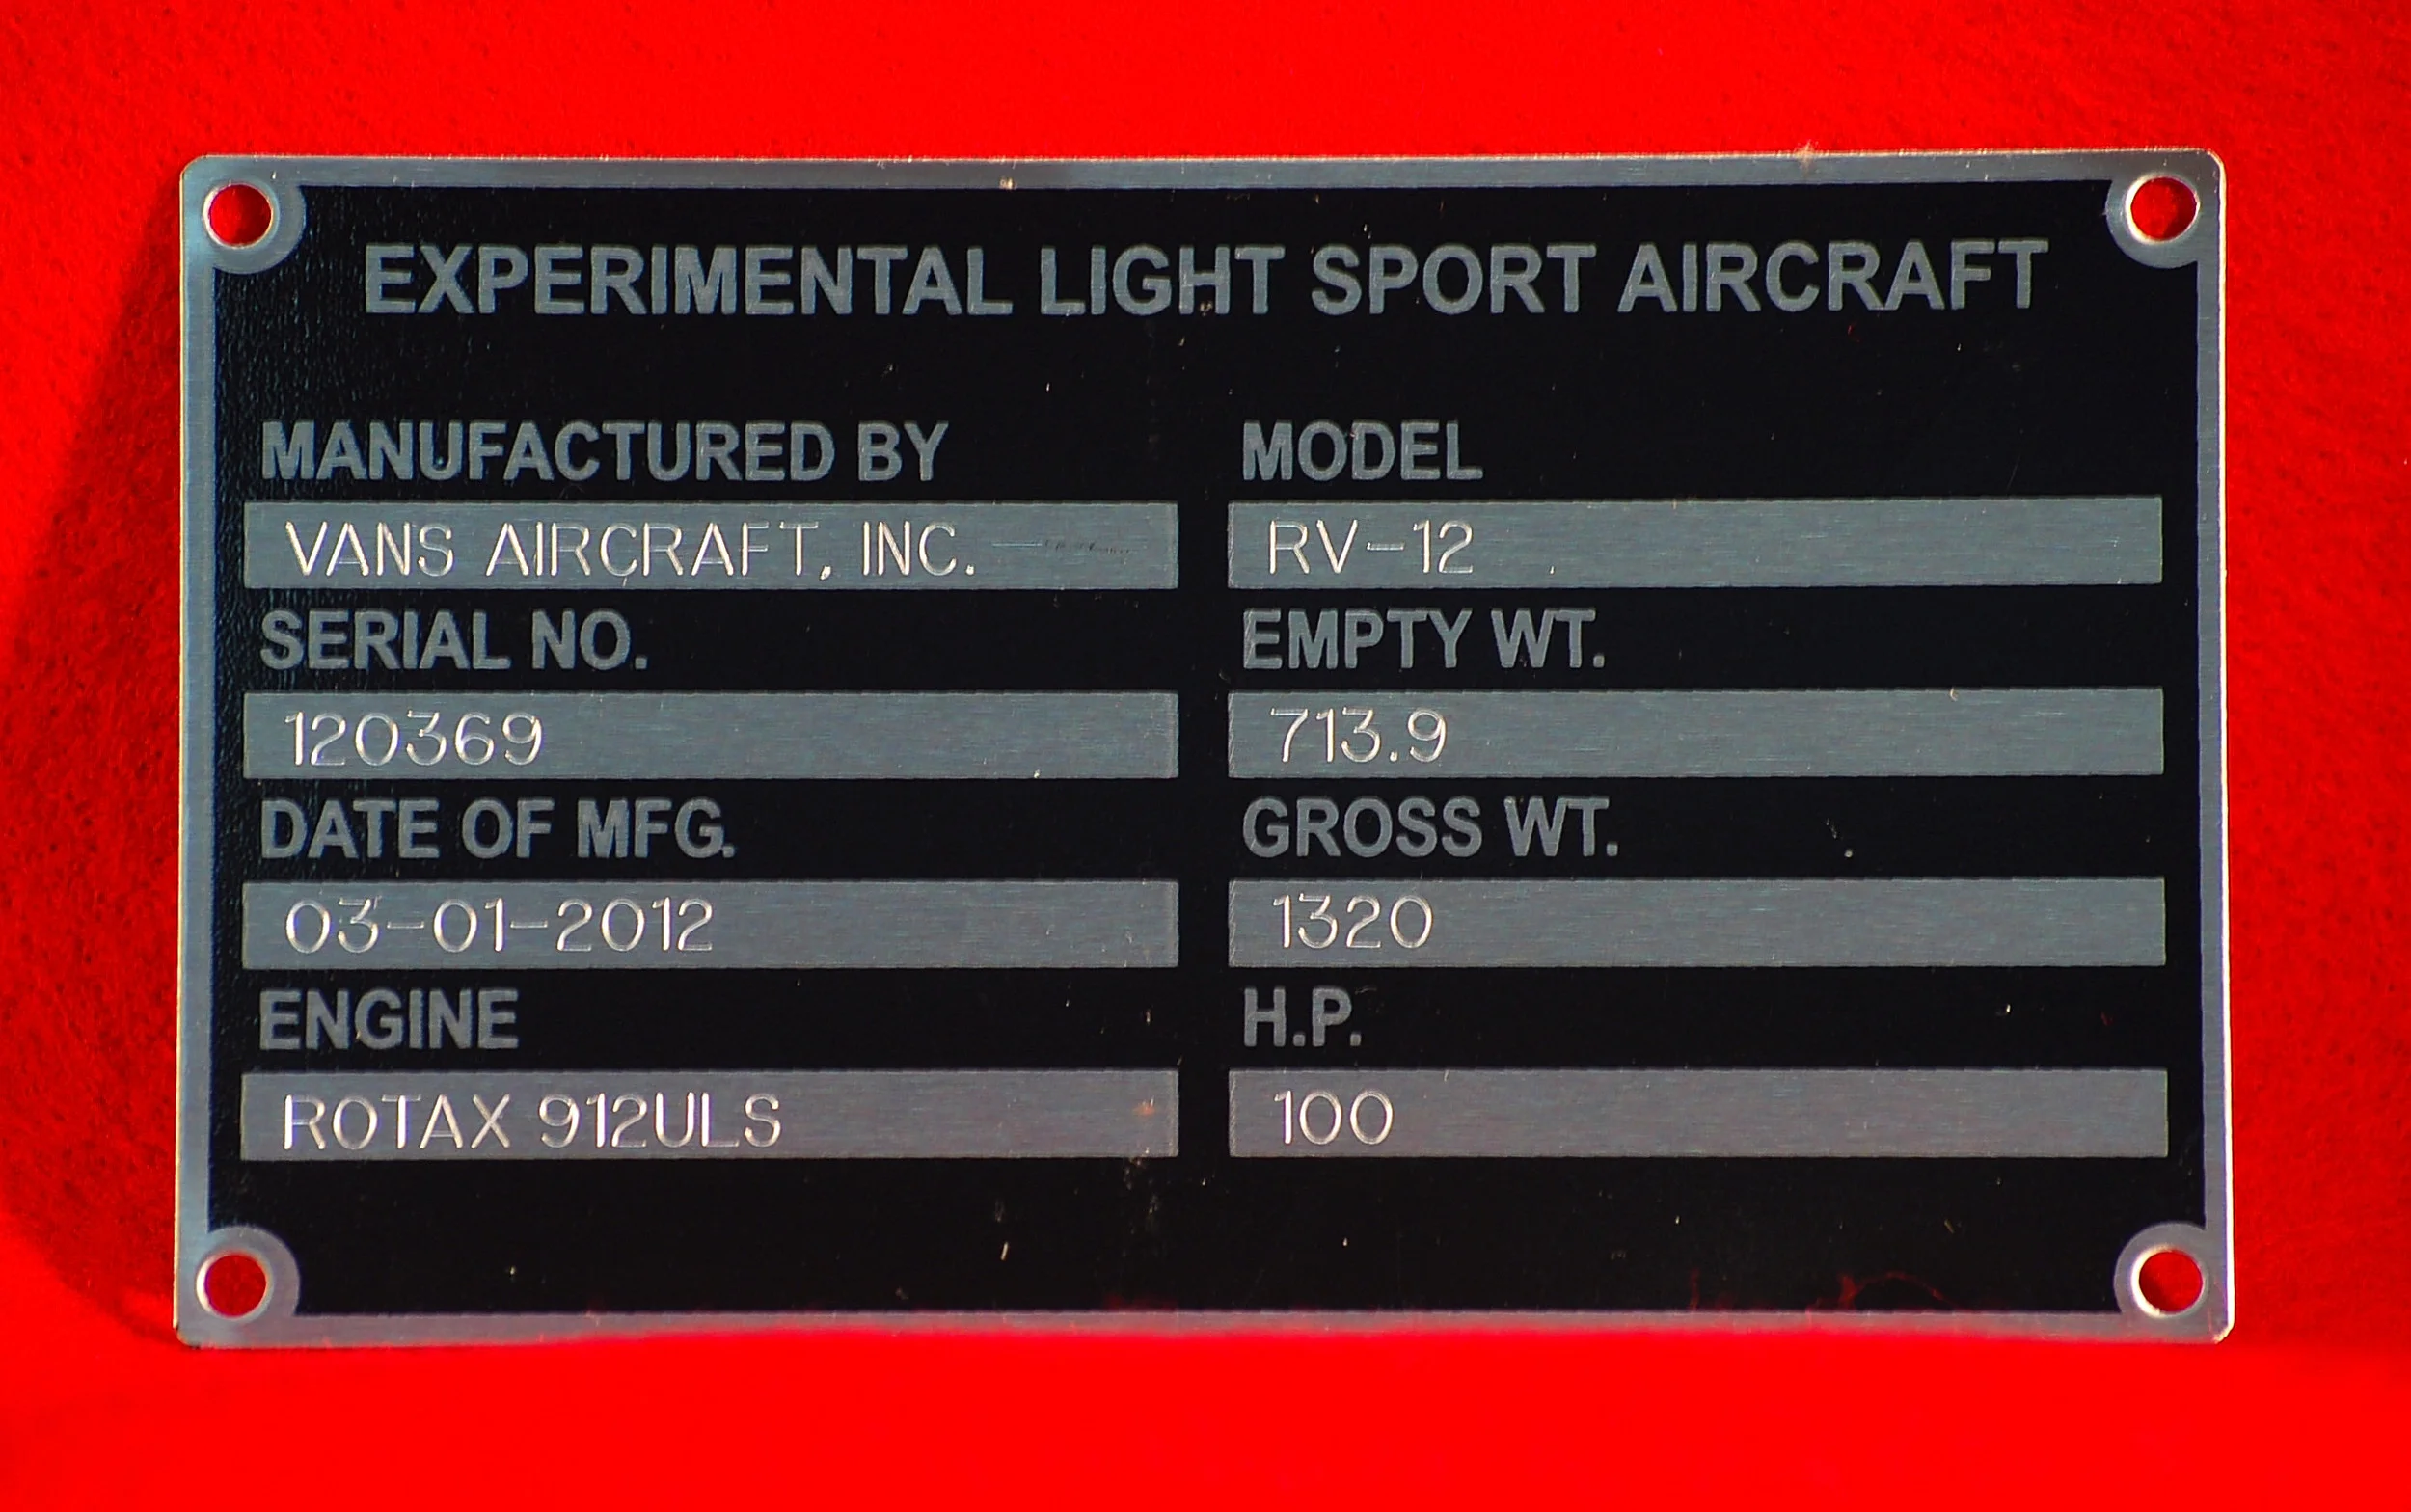 EXPERIMENTAL LIGHT SPORT AIRCRAFT
MANUFACTURED BY
VANS AIRCRAFT, INC.
MODEL
RV-12
SERIAL NO.
120369
EMPTY WT.
713.9
DATE OF MFG.
03-01-2012
GROSS WT.
1320
ENGINE
ROTAX 912ULS
H.P.
100